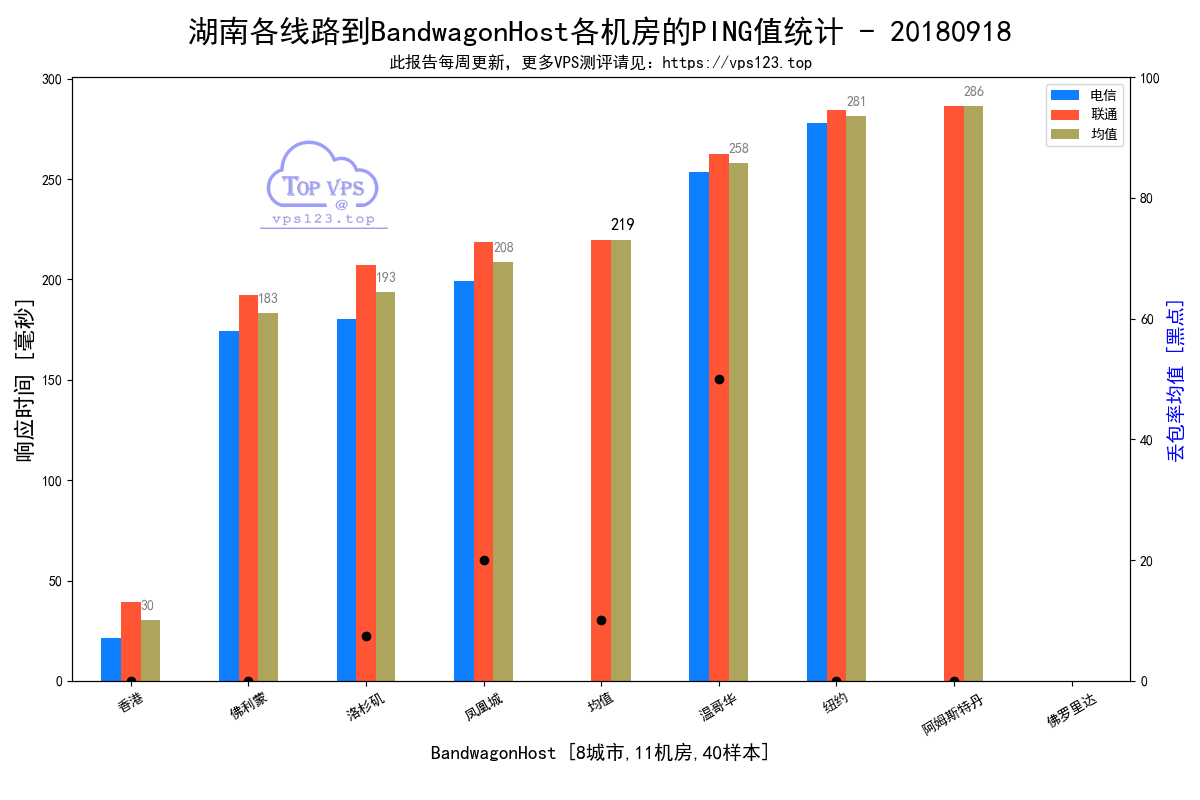 湖南各线路到BandwagonHost各机房的PING值统计 - 20180918
此报告每周更新, 更多VPS测评请见: https://vps123.top
电信
联通
均值
TOP VPS
@
vps123.top
响应时间 [毫秒]
丢包率均值 [黑点]
300
250
200
150
100
50
0
100
80
60
40
20
0
30
183
193
208
219
258
281
286
香港
佛利蒙
洛杉矶
凤凰城
均值
温哥华
纽约
阿姆斯特丹
佛罗里达
BandwagonHost [8城市,11机房,40样本]